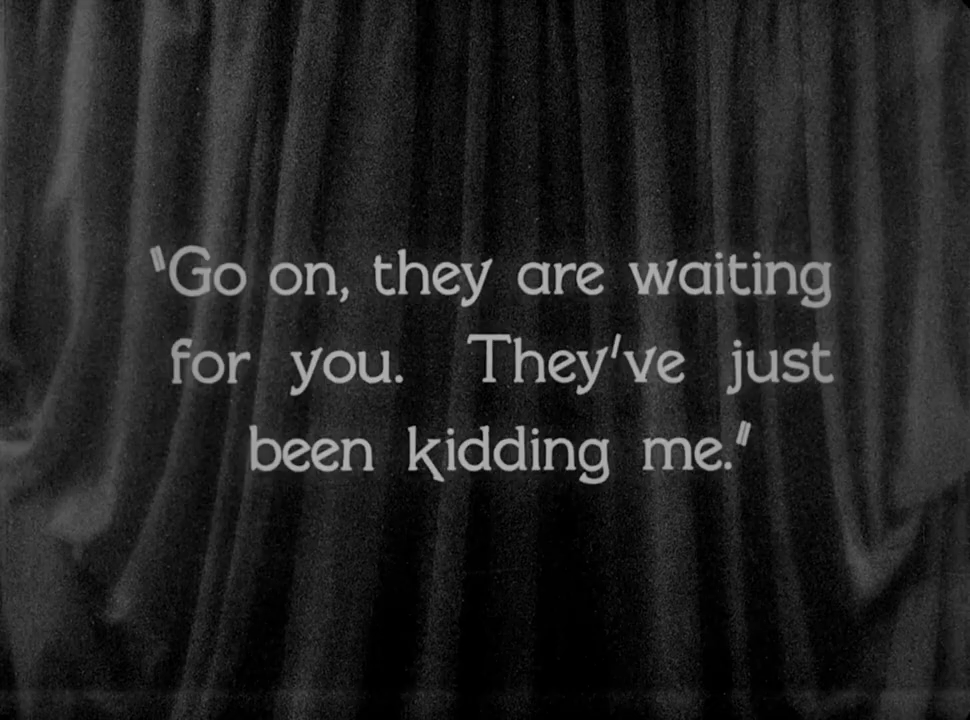 "Go on, they are waiting
for you. They've just
been kidding me."